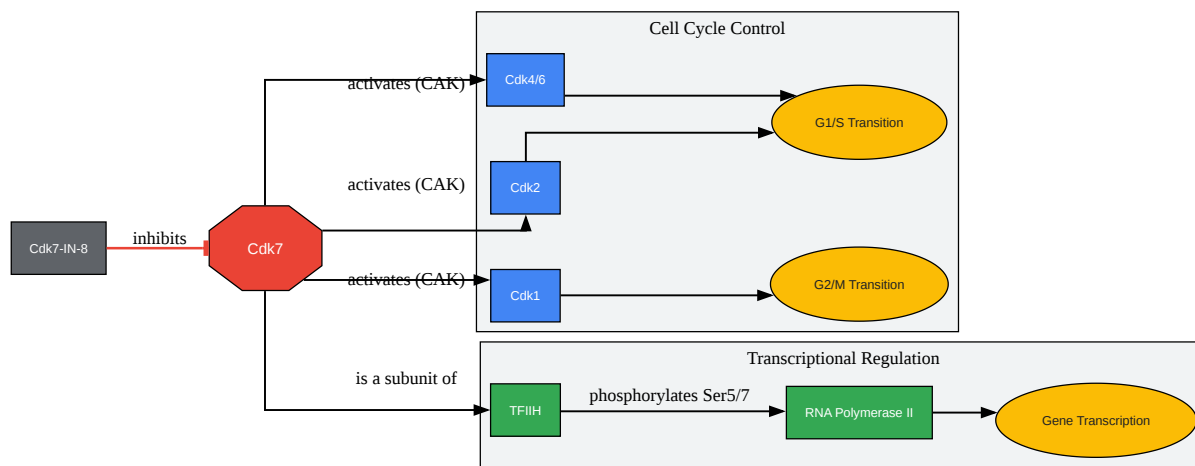 Cell Cycle Control
activates (CAK)
Cdk4/6
G1/S Transition
activates (CAK)
Cdk2
Cdk7-IN-8
inhibits
Cdk7
activates (CAK)
Cdk1
G2/M Transition
Transcriptional Regulation
is a subunit of
TFIIH
phosphorylates Ser5/7
RNA Polymerase II
Gene Transcription